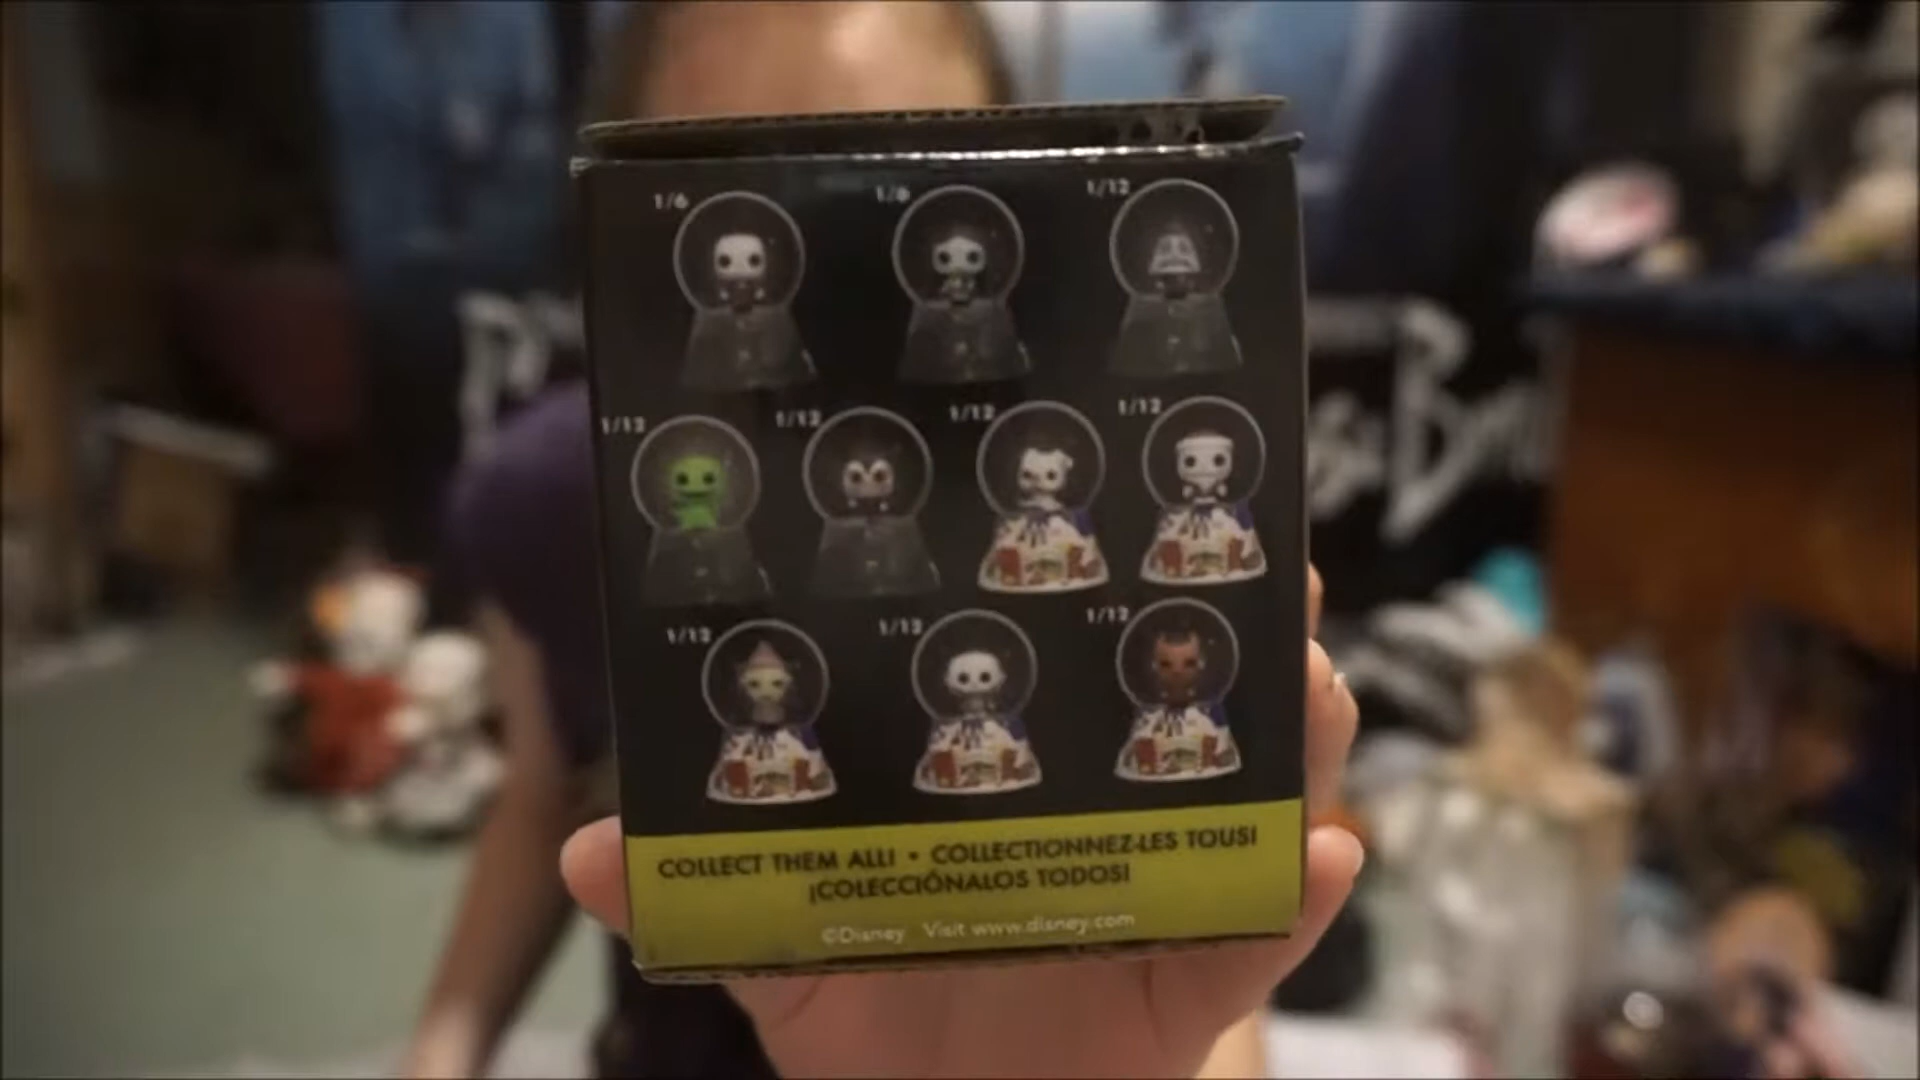 1/6 1/6 1/12
1/12 1/12 1/12 1/12
1/12 1/12 1/12
COLLECT THEM ALL! • COLLECTIONNEZ-LES TOUS!
¡COLECCIÓNALOS TODOS!
©Disney Visit www.disney.com